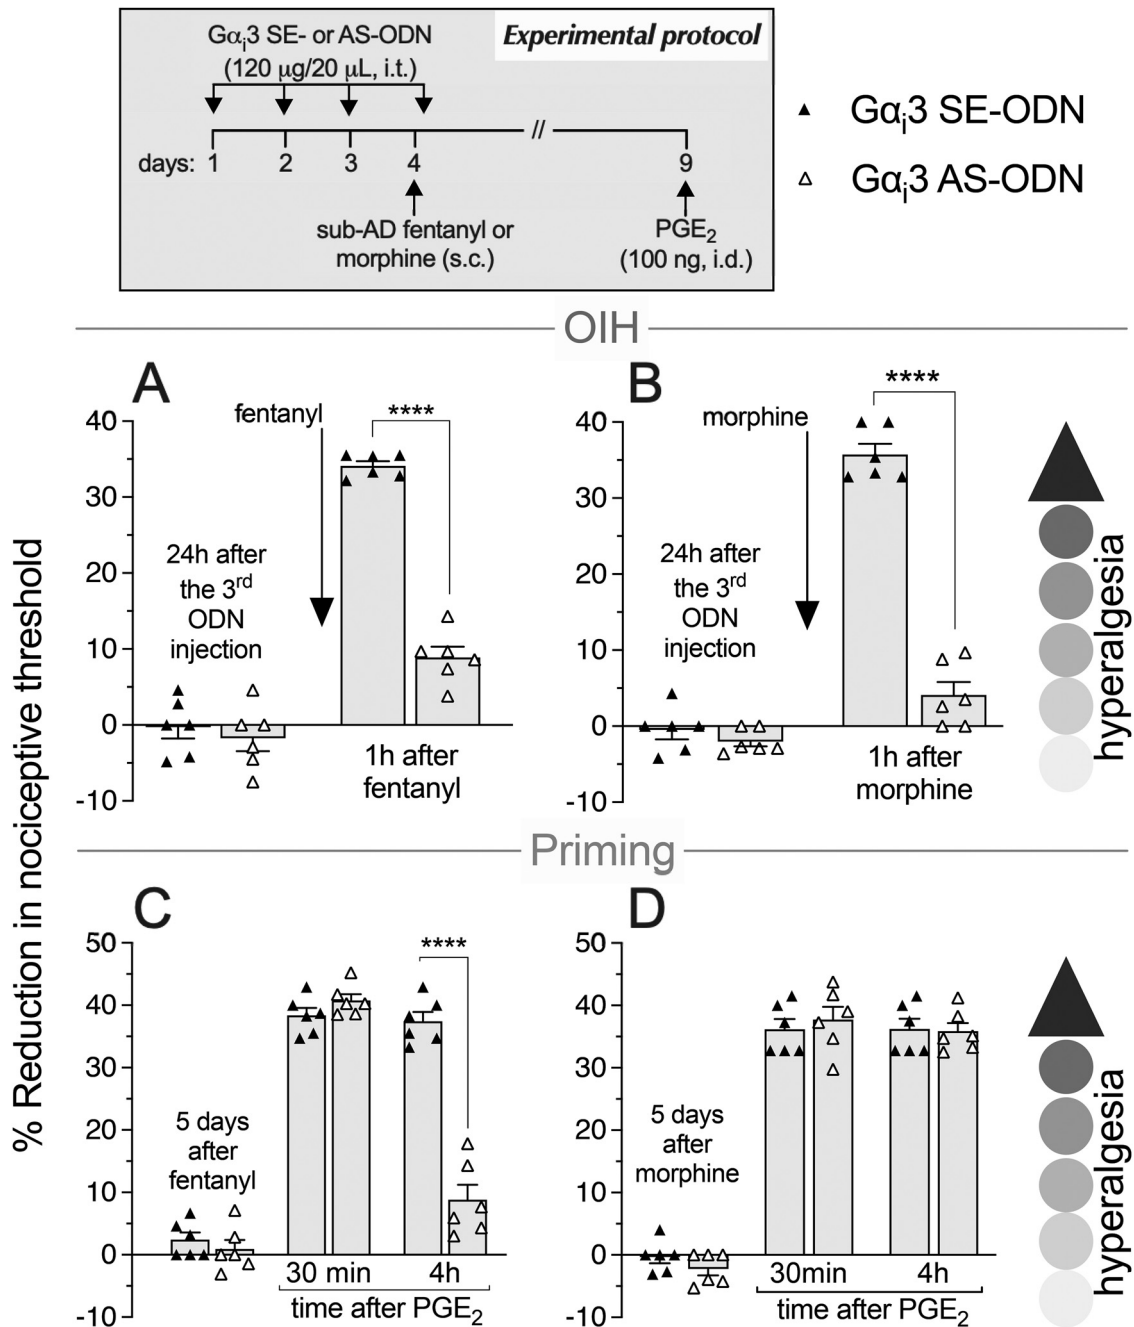 Gαi3 SE- or AS-ODN
(120 μg/20 μL, i.t.)
Experimental protocol
days: 1 2 3 4 // 9
sub-AD fentanyl or
morphine (s.c.)
PGE2
(100 ng, i.d.)
▲ Gαi3 SE-ODN
△ Gαi3 AS-ODN
OIH
% Reduction in nociceptive threshold
A
40
30
20
10
0
-10
fentanyl
****
24h after
the 3rd
ODN
injection
1h after
fentanyl
B
40
30
20
10
0
-10
morphine
****
24h after
the 3rd
ODN
injection
1h after
morphine
hyperalgesia
Priming
C
50
40
30
20
10
0
-10
****
5 days
after
fentanyl
30 min 4h
time after PGE2
D
50
40
30
20
10
0
-10
5 days
after
morphine
30min 4h
time after PGE2
hyperalgesia